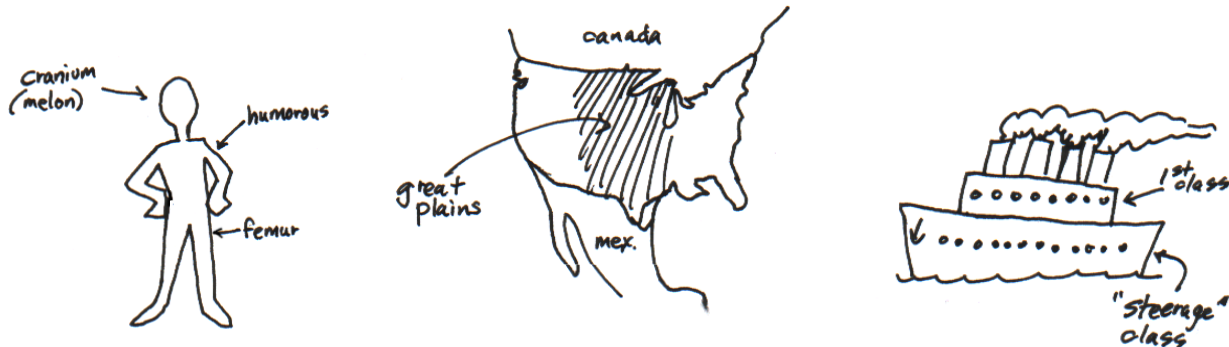 cranium
(melon)
humorous
femur
canada
great
plains
mex.
1st class
"steerage"
class